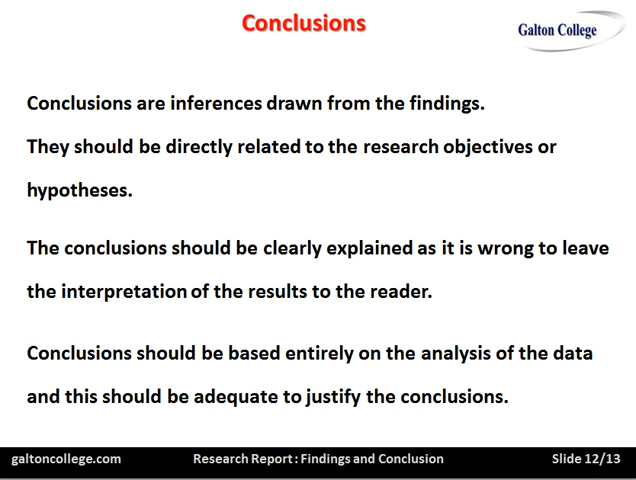 Conclusions
Galton College
Conclusions are inferences drawn from the findings.
They should be directly related to the research objectives or
hypotheses.
The conclusions should be clearly explained as it is wrong to leave
the interpretation of the results to the reader.
Conclusions should be based entirely on the analysis of the data
and this should be adequate to justify the conclusions.
galtoncollege.com Research Report : Findings and Conclusion Slide 12/13